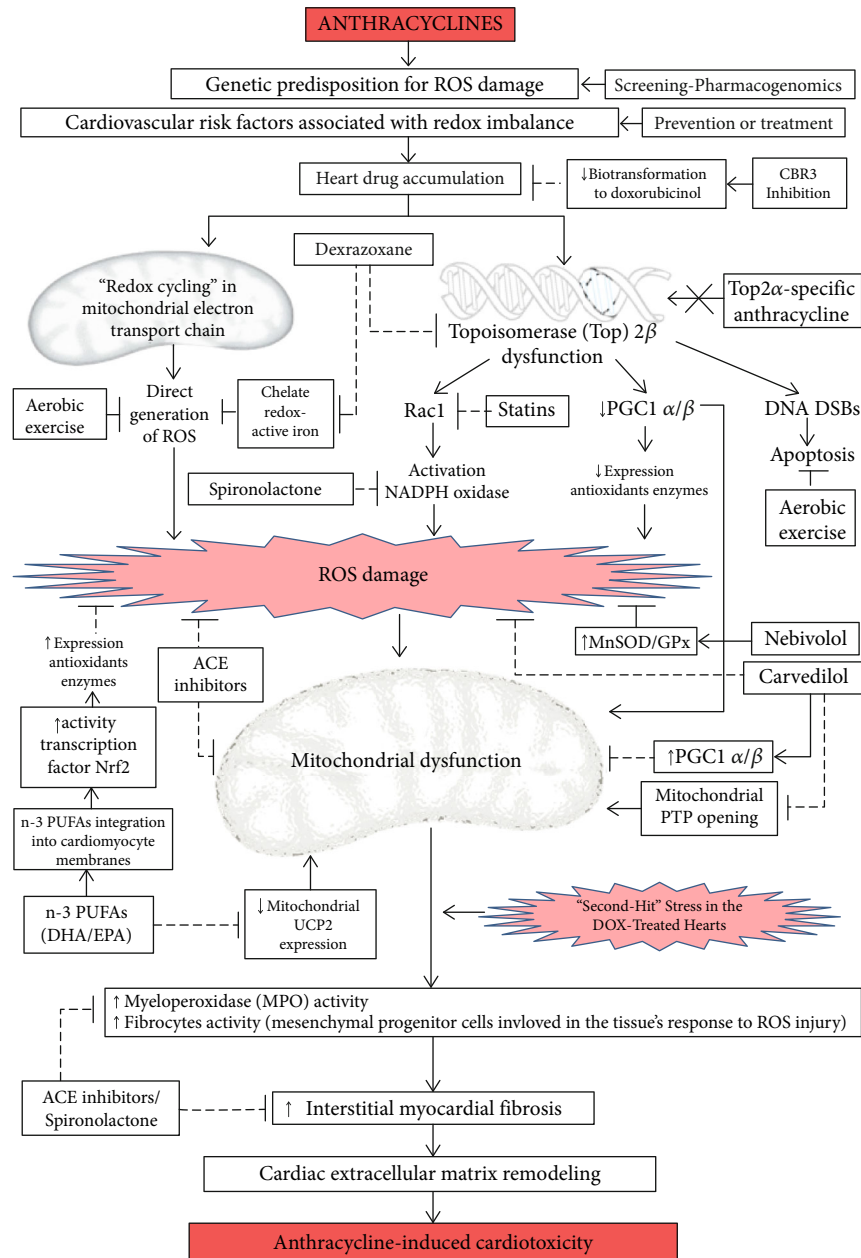 ANTHRACYCLINES
Genetic predisposition for ROS damage
Screening-Pharmacogenomics
Cardiovascular risk factors associated with redox imbalance
Prevention or treatment
Heart drug accumulation
↓Biotransformation
to doxorubicinol
CBR3
Inhibition
Dexrazoane
"Redox cycling" in
mitochondrial electron
transport chain
Topoisomerase (Top) 2β
dysfunction
Top2α-specific
anthracycline
Aerobic
exercise
Direct
generation
of ROS
Chelate
redox-
active iron
Rac1
Statins
↓PGC1 α/β
DNA DSBs
Apoptosis
Spironolactone
Activation
NADPH oxidase
↓Expression
antioxidants enzymes
Aerobic
exercise
ROS damage
↑Expression
antioxidants
enzymes
ACE
inhibitors
↑MnSOD/GPx
Nebivolol
Carvedilol
↑activity
transcription
factor Nrf2
Mitochondrial dysfunction
↑PGC1 α/β
Mitochondrial
PTP opening
n-3 PUFAs integration
into cardiomyocyte
membranes
n-3 PUFAs
(DHA/EPA)
↓ Mitochondrial
UCP2
expression
"Second-Hit" Stress in the
DOX-Treated Hearts
↑ Myeloperoxidase (MPO) activity
↑ Fibrocytes activity (mesenchymal progenitor cells invloved in the tissue's response to ROS injury)
ACE inhibitors/
Spironolactone
↑ Interstitial myocardial fibrosis
Cardiac extracellular matrix remodeling
Anthracycline-induced cardiotoxicity